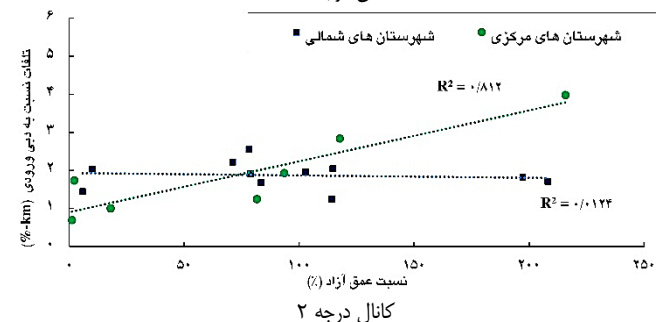 شهرستان های شمالی شهرستان های مرکزی
تلفات نسبت به دبی ورودی (%-km)
۶
۵
۴
۳
۲
۱
۰
R² = ۰/۸۱۲
R² = ۰/۰۱۲۴
۰ ۵۰ ۱۰۰ ۱۵۰ ۲۰۰ ۲۵۰
نسبت عمق آزاد (٪)
کانال درجه ۲